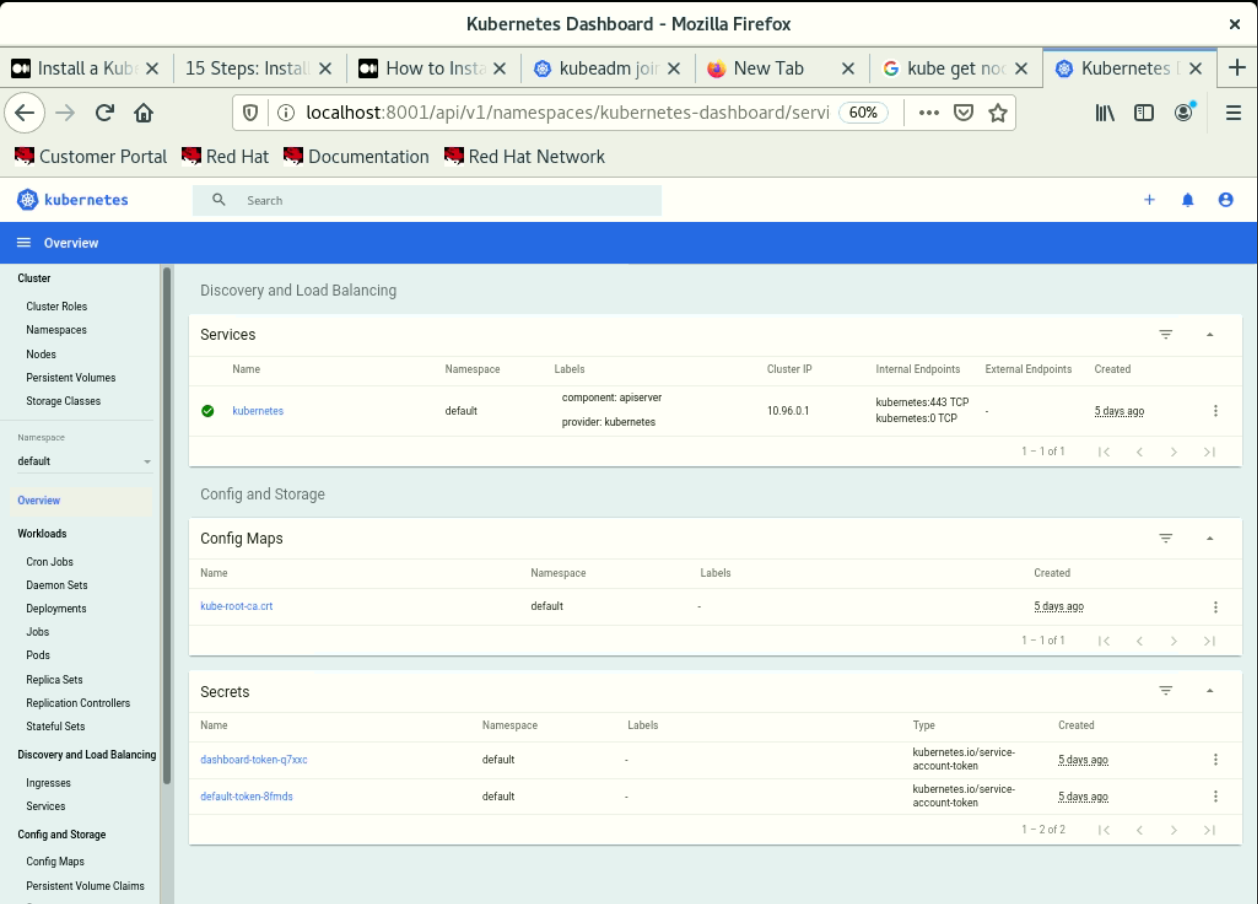 Kubernetes Dashboard - Mozilla Firefox
Install a Kube
15 Steps: Instal
How to Insta
kubeadm join
New Tab
kube get noc
Kubernetes D
localhost:8001/api/v1/namespaces/kubernetes-dashboard/servi 60%
Customer Portal Red Hat Documentation Red Hat Network
kubernetes Search
Overview
Cluster
Cluster Roles
Namespaces
Nodes
Persistent Volumes
Storage Classes
Namespace
default
Overview
Workloads
Cron Jobs
Daemon Sets
Deployments
Jobs
Pods
Replica Sets
Replication Controllers
Stateful Sets
Discovery and Load Balancing
Ingresses
Services
Config and Storage
Config Maps
Persistent Volume Claims
Discovery and Load Balancing
Services
Name Namespace Labels Cluster IP Internal Endpoints External Endpoints Created
kubernetes default component: apiserver 10.96.0.1 kubernetes:443 TCP - 5 days ago
provider: kubernetes kubernetes:0 TCP
1 – 1 of 1
Config and Storage
Config Maps
Name Namespace Labels Created
kube-root-ca.crt default - 5 days ago
1 – 1 of 1
Secrets
Name Namespace Labels Type Created
dashboard-token-q7xxc default - kubernetes.io/service-account-token 5 days ago
default-token-8fmds default - kubernetes.io/service-account-token 5 days ago
1 – 2 of 2